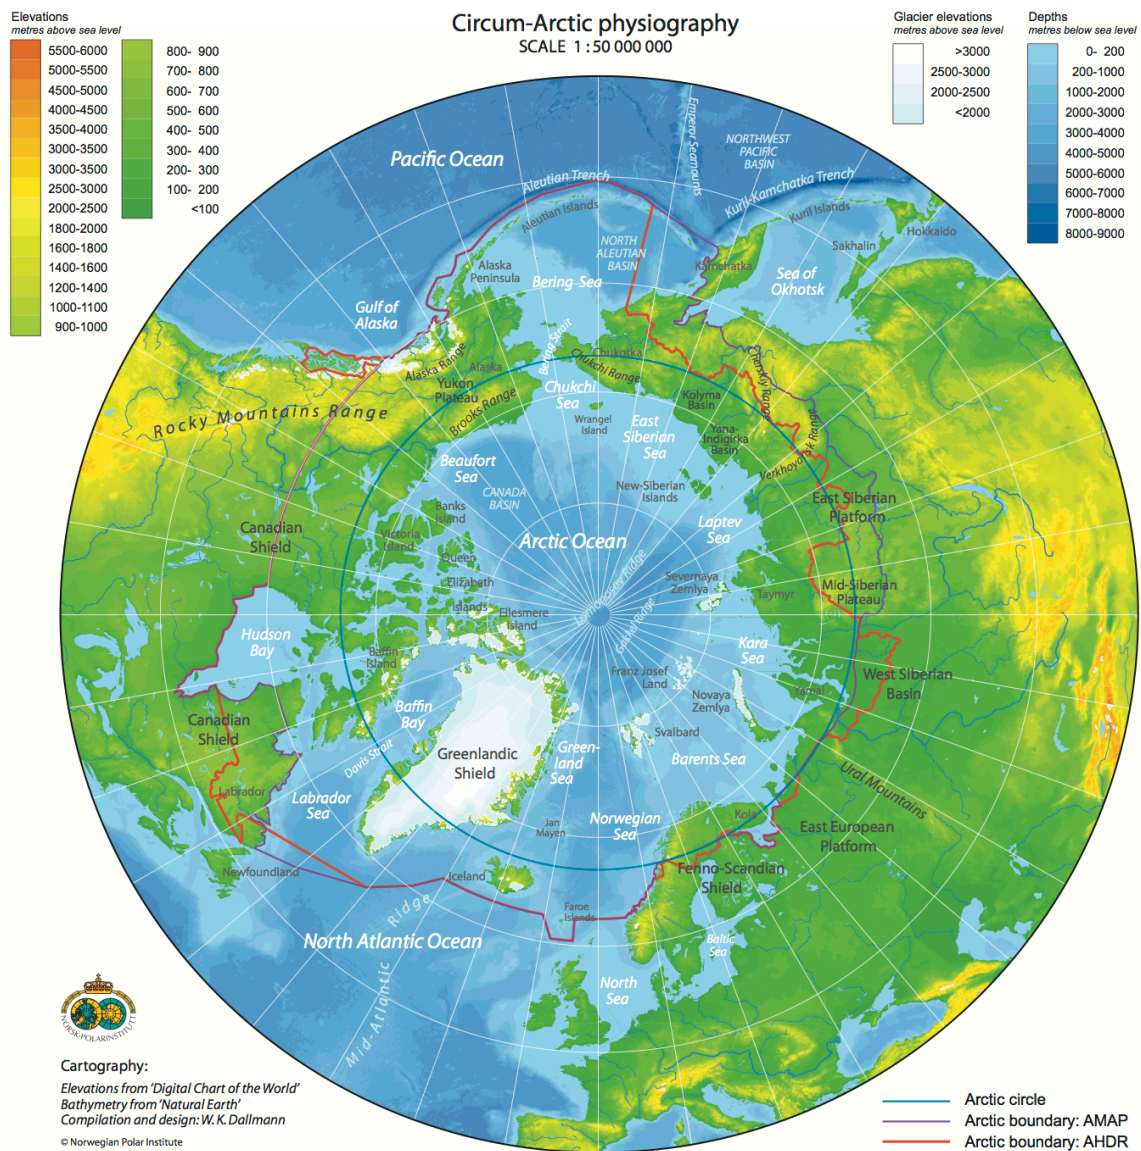 Circum-Arctic physiography
SCALE 1 : 50 000 000
Elevations
metres above sea level
5500-6000
5000-5500
4500-5000
4000-4500
3500-4000
3000-3500
3000-3500
2500-3000
2000-2500
1800-2000
1600-1800
1400-1600
1200-1400
1000-1100
900-1000
800- 900
700- 800
600- 700
500- 600
400- 500
300- 400
200- 300
100- 200
<100
Glacier elevations
metres above sea level
>3000
2500-3000
2000-2500
<2000
Depths
metres below sea level
0- 200
200-1000
1000-2000
2000-3000
3000-4000
4000-5000
5000-6000
6000-7000
7000-8000
8000-9000
Pacific Ocean
Emperor Seamounts
NORTHWEST
PACIFIC
BASIN
Aleutian Trench
Kuril-Kamchatka Trench
Aleutian Islands
Kuril Islands
Hokkaido
Sakhalin
NORTH
ALEUTIAN
BASIN
Kamchatka
Sea of
Okhotsk
Alaska
Peninsula
Bering Sea
Gulf of
Alaska
Bering Strait
Chukotka
Chukchi Range
Cherskiy Range
Alaska Range
Alaska
Yukon
Plateau
Brooks Range
Chukchi
Sea
Kolyma
Basin
Rocky Mountains Range
Wrangel
Island
East
Siberian
Sea
Yana-
Indigirka
Basin
Verkhoyansk Range
Beaufort
Sea
CANADA
BASIN
New-Siberian
Islands
East Siberian
Platform
Banks
Island
Laptev
Sea
Canadian
Shield
Victoria
Island
Arctic Ocean
Queen
Elizabeth
Islands
Lomonosov Ridge
Severnaya
Zemlya
Taymyr
Mid-Siberian
Plateau
Ellesmere
Island
Gakkel Ridge
Hudson
Bay
Baffin
Island
Kara
Sea
Franz Josef
Land
West Siberian
Basin
Novaya
Zemlya
Yamal
Baffin
Bay
Canadian
Shield
Svalbard
Davis Strait
Greenlandic
Shield
Green-
land
Sea
Barents Sea
Ural Mountains
Labrador
Labrador
Sea
Jan
Mayen
Norwegian
Sea
Kola
East European
Platform
Newfoundland
Iceland
Fenno-Scandian
Shield
Faroe
Islands
Mid-Atlantic Ridge
North Atlantic Ocean
Baltic
Sea
North
Sea
NORSK-POLARINSTITUTT
Cartography:
Elevations from 'Digital Chart of the World'
Bathymetry from 'Natural Earth'
Compilation and design: W. K. Dallmann
© Norwegian Polar Institute
Arctic circle
Arctic boundary: AMAP
Arctic boundary: AHDR